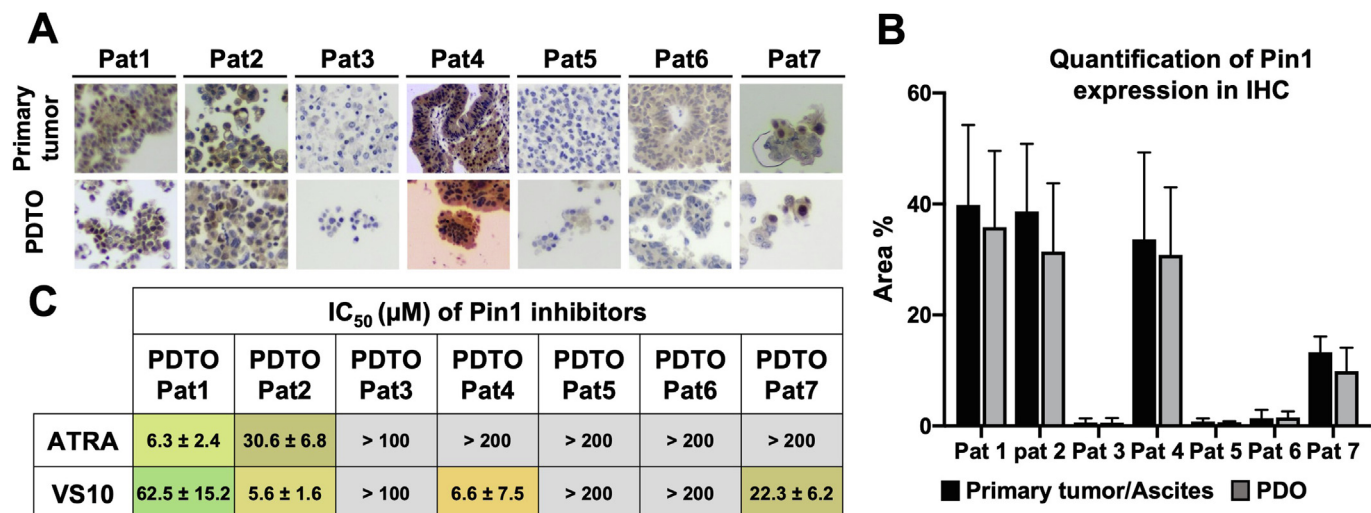 A
Pat1 Pat2 Pat3 Pat4 Pat5 Pat6 Pat7
Primary
tumor
PDTO
B
Quantification of Pin1
expression in IHC
Area %
60
40
20
0
Pat 1 pat 2 Pat 3 Pat 4 Pat 5 Pat 6 Pat 7
Primary tumor/Ascites PDO
C
IC50 (µM) of Pin1 inhibitors
PDTO PDTO PDTO PDTO PDTO PDTO PDTO
Pat1 Pat2 Pat3 Pat4 Pat5 Pat6 Pat7
ATRA 6.3 ± 2.4 30.6 ± 6.8 > 100 > 200 > 200 > 200 > 200
VS10 62.5 ± 15.2 5.6 ± 1.6 > 100 6.6 ± 7.5 > 200 > 200 22.3 ± 6.2